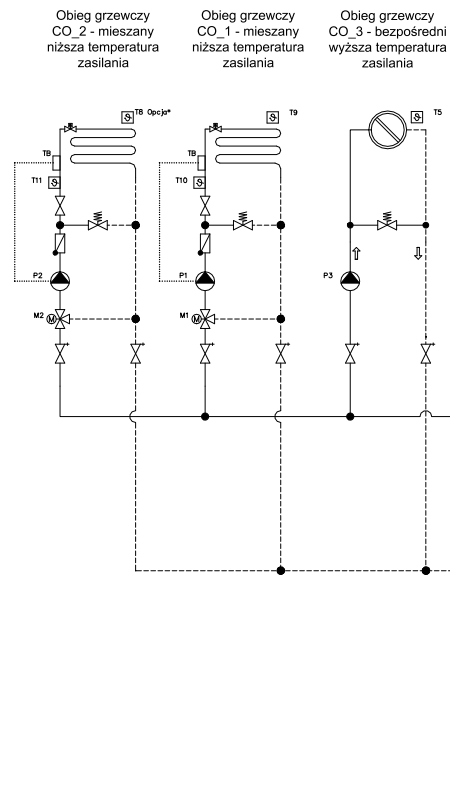 Obieg grzewczy
CO_2 - mieszany
niższa temperatura
zasilania
Obieg grzewczy
CO_1 - mieszany
niższa temperatura
zasilania
Obieg grzewczy
CO_3 - bezpośredni
wyższa temperatura
zasilania
T8 Opcja*
T9
T5
TB
TB
T11
T10
P2
P1
P3
M2 M
M1 M